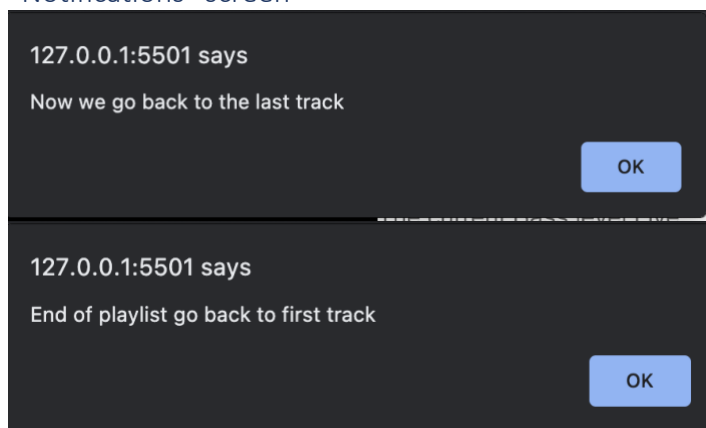 Notifications screen
127.0.0.1:5501 says
Now we go back to the last track
OK
127.0.0.1:5501 says
End of playlist go back to first track
OK